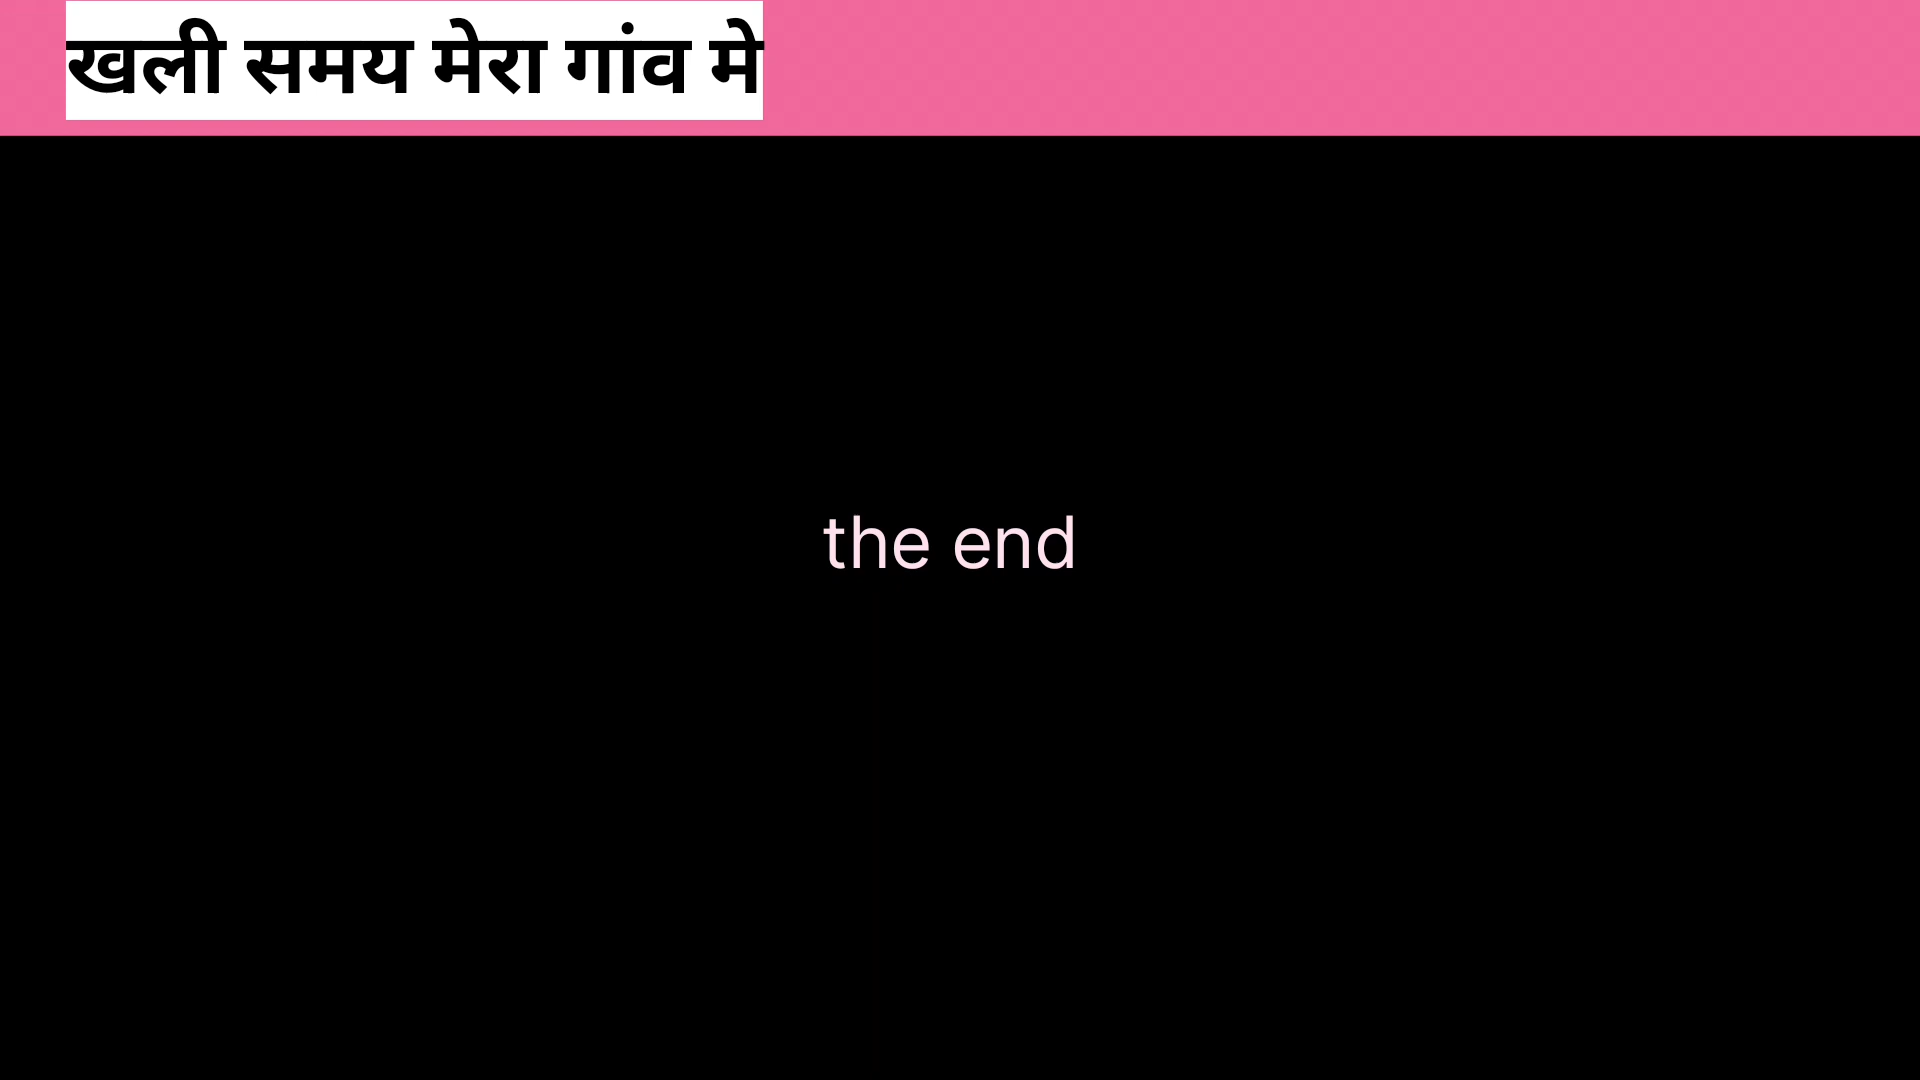 खली समय मेरा गांव मे
the end